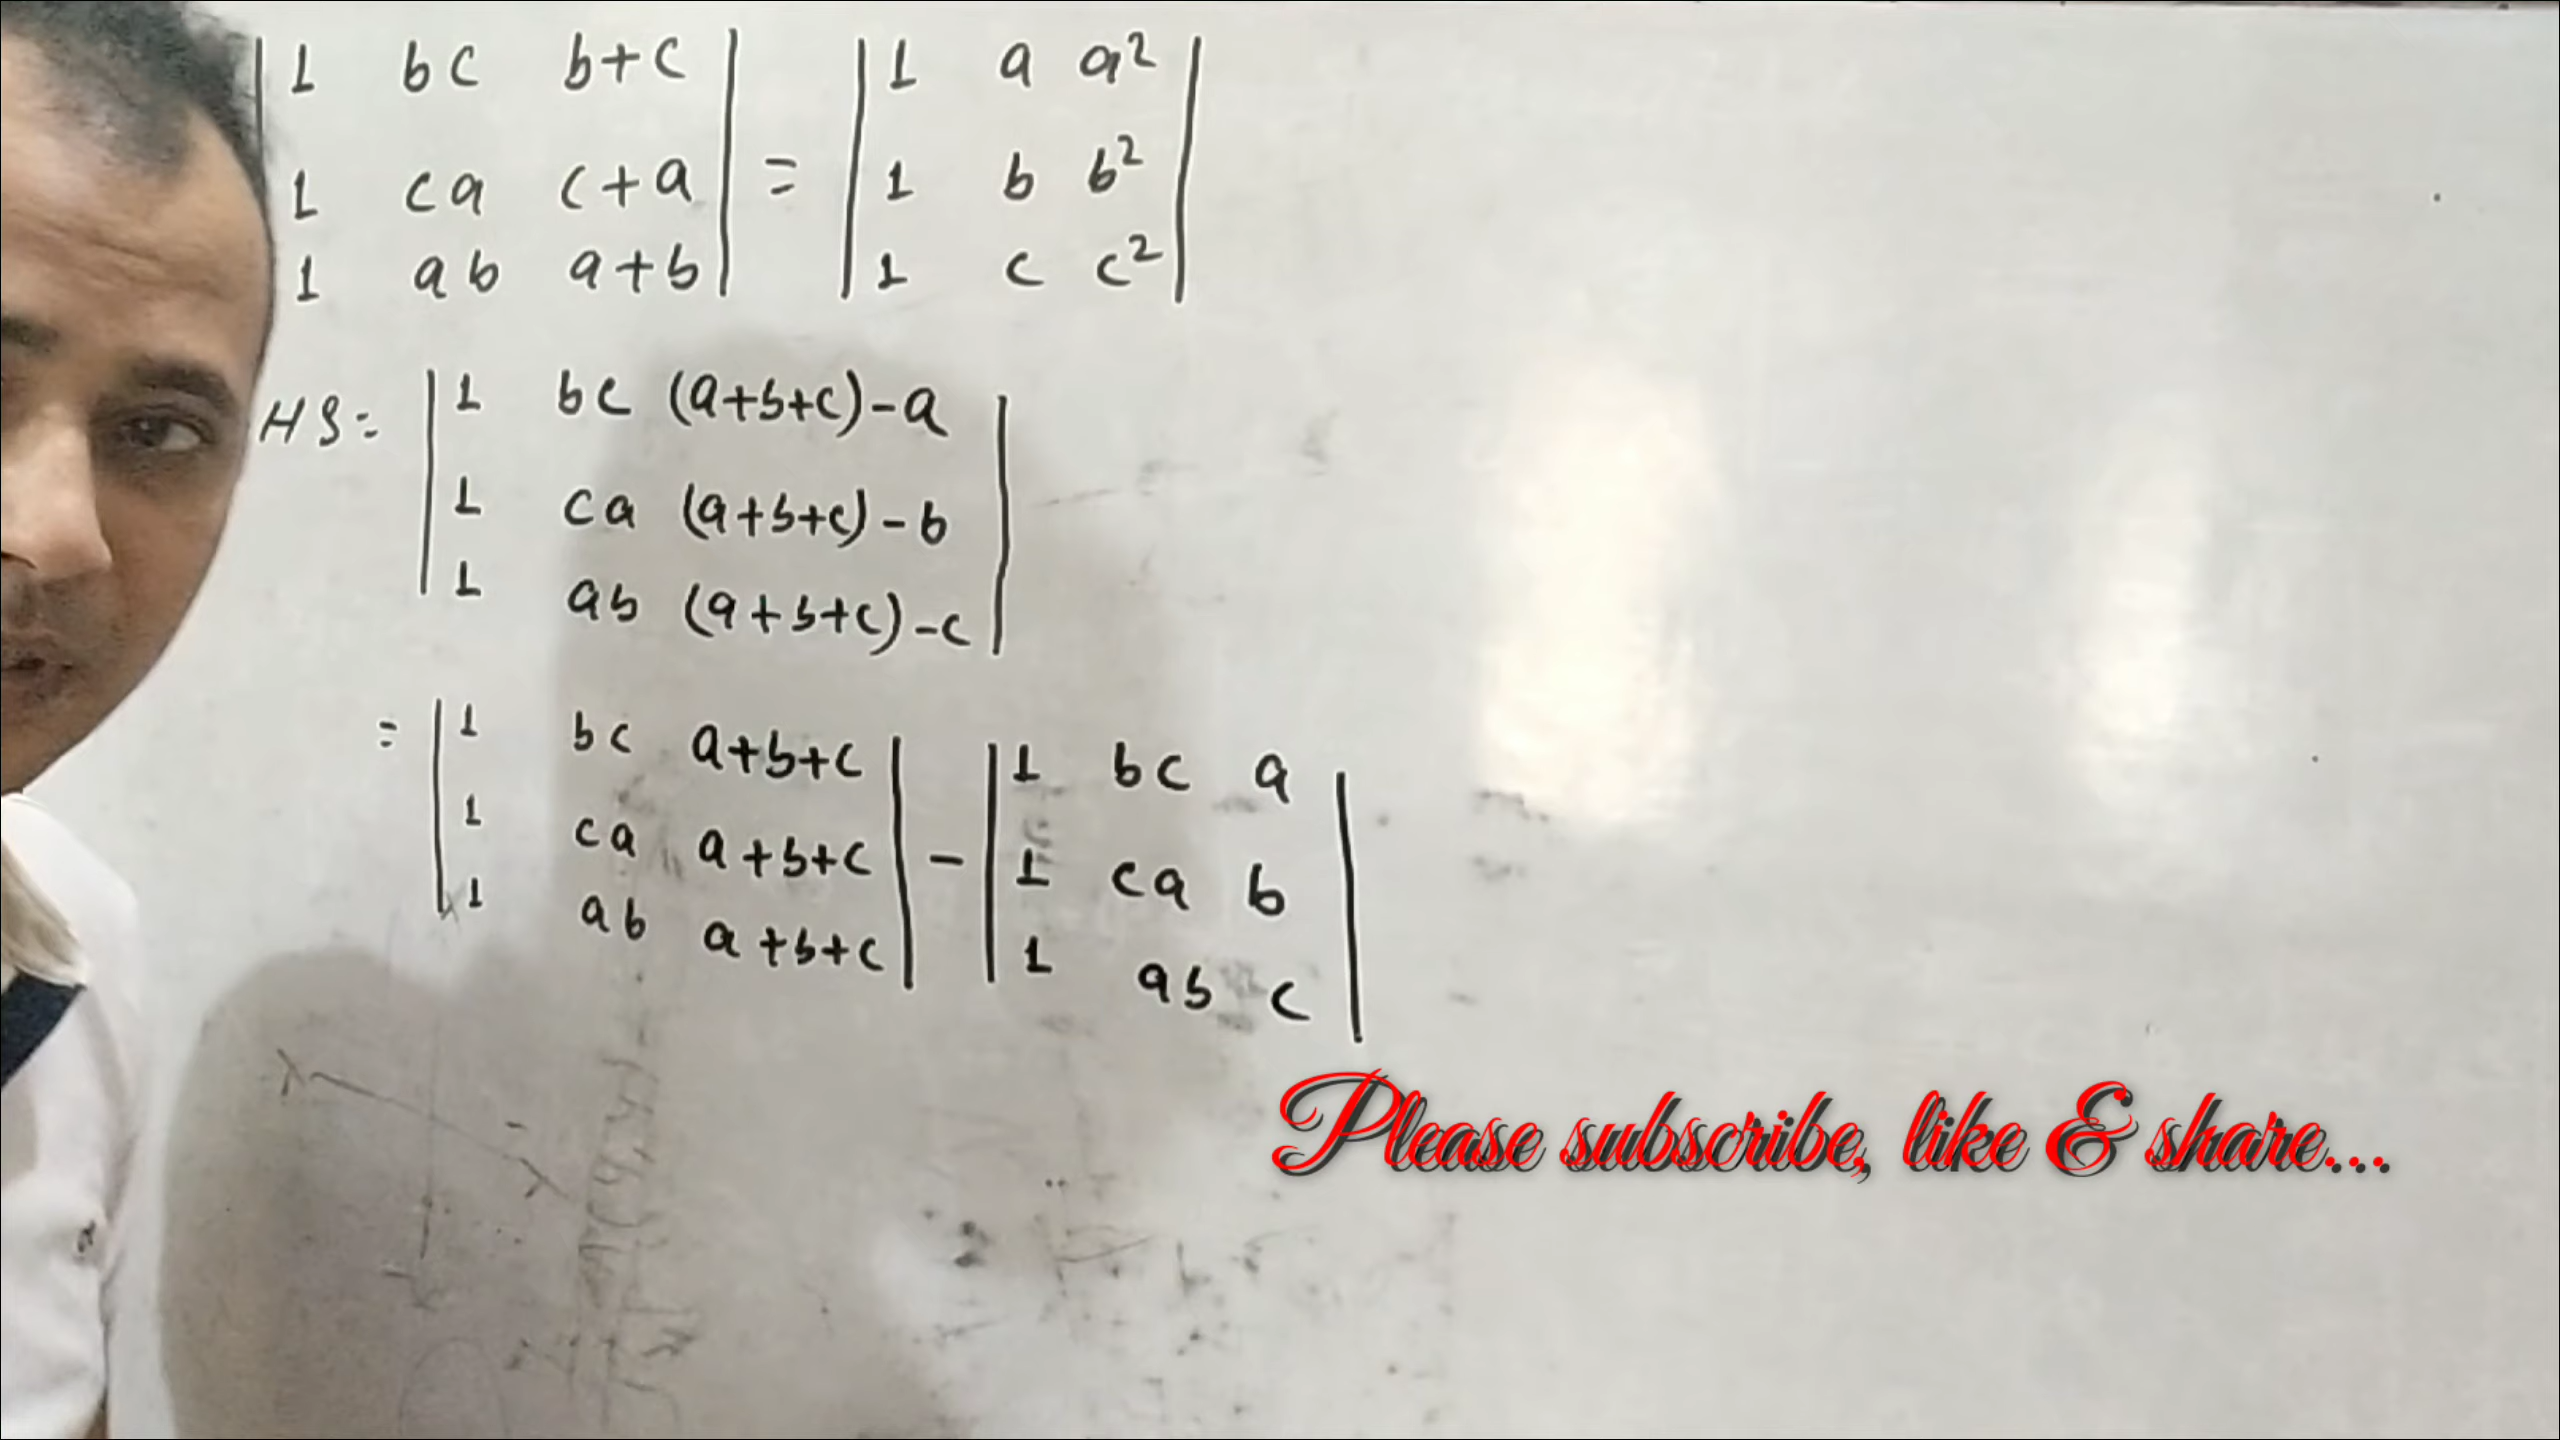 1 bc b+c = 1 a a²
1 ca c+a 1 b b²
1 ab a+b 1 c c²
HS= 1 bc (a+b+c)-a
1 ca (a+b+c)-b
1 ab (a+b+c)-c
= 1 bc a+b+c - 1 bc a
1 ca a+b+c 1 ca b
1 ab a+b+c 1 ab c
Please subscribe, like & share...